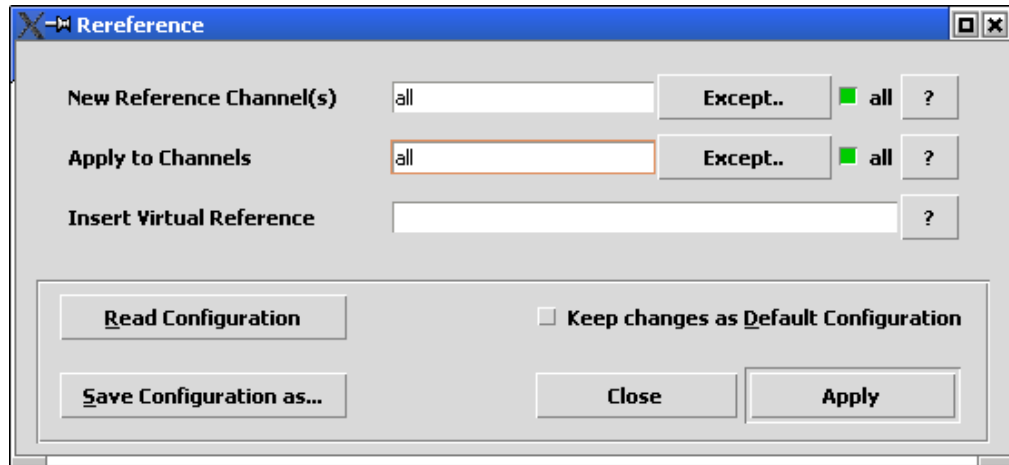 Rereference
New Reference Channel(s) all Except.. all ?
Apply to Channels all Except.. all ?
Insert Virtual Reference ?
Read Configuration Keep changes as Default Configuration
Save Configuration as... Close Apply